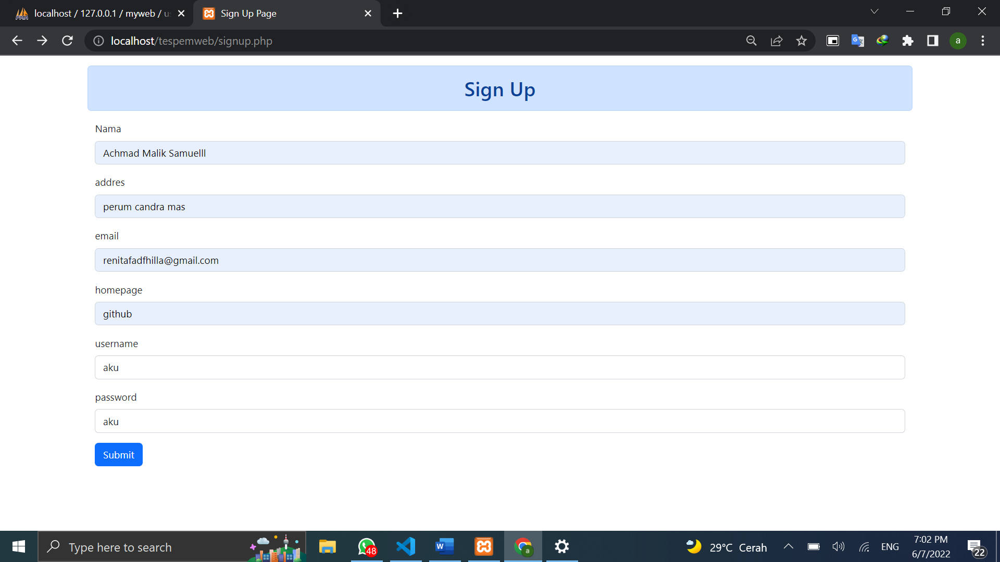 localhost / 127.0.0.1 / myweb / us
Sign Up Page
localhost/tespemweb/signup.php
a
Sign Up
Nama
Achmad Malik Samuelll
addres
perum candra mas
email
renitafadfhilla@gmail.com
homepage
github
username
aku
password
aku
Submit
Type here to search
48
a
29°C Cerah
ENG
7:02 PM
6/7/2022
22